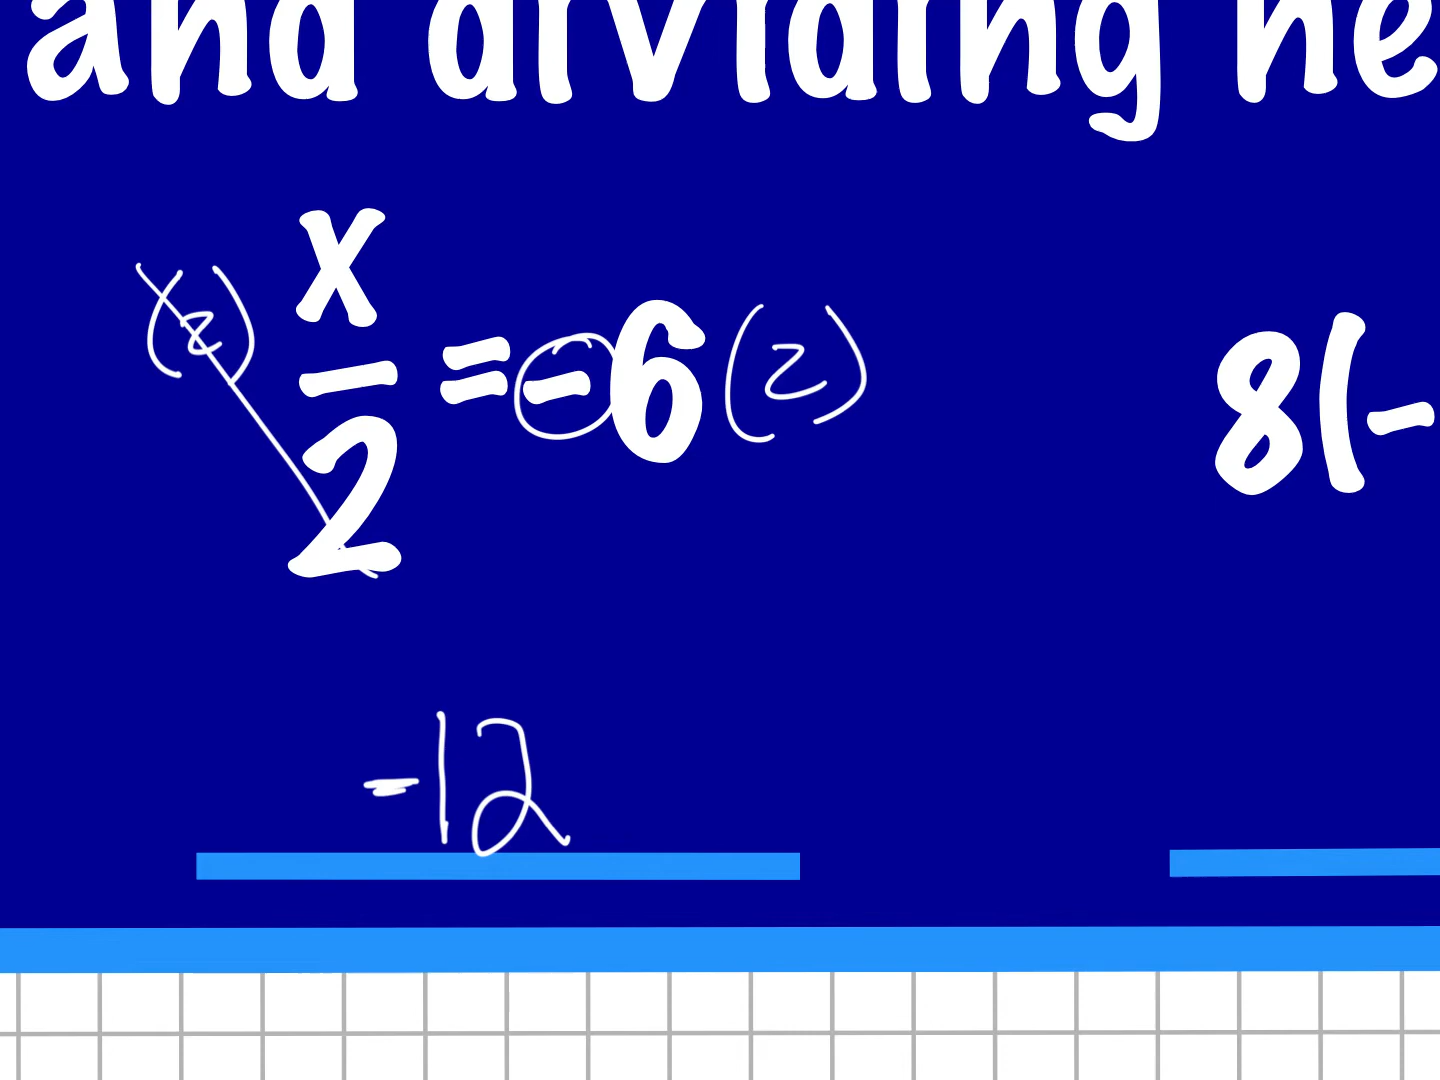 and dividing ne
(2) x/2 = -6 (2)
8(-
-12